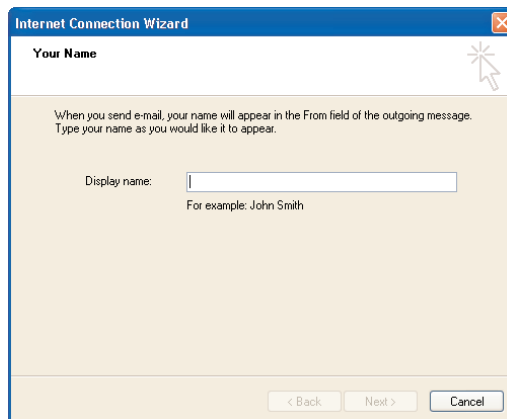 Internet Connection Wizard
Your Name
When you send e-mail, your name will appear in the From field of the outgoing message.
Type your name as you would like it to appear.
Display name:
For example: John Smith
< Back Next > Cancel